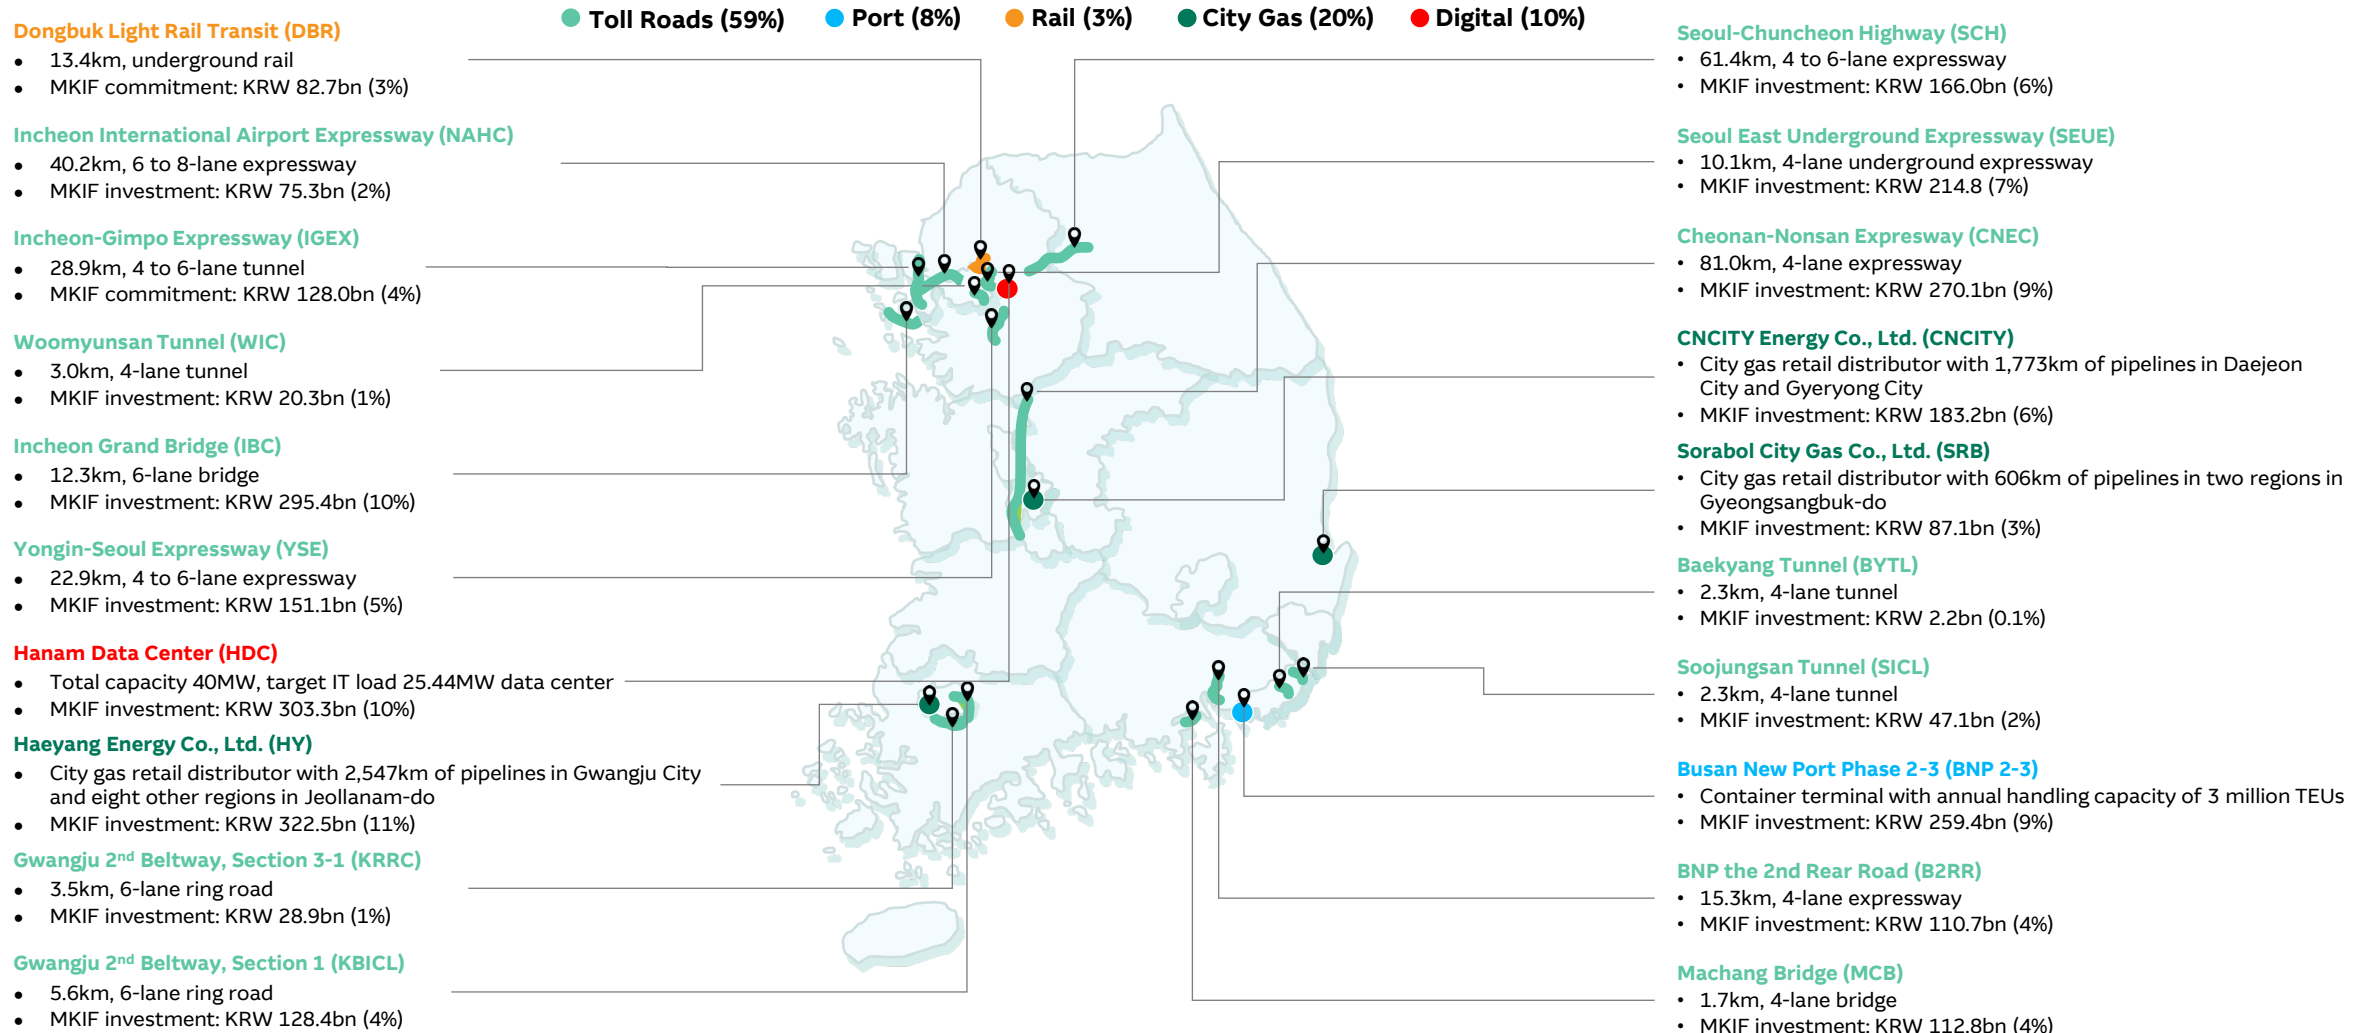 Toll Roads (59%)
Port (8%)
Rail (3%)
City Gas (20%)
Digital (10%)
Dongbuk Light Rail Transit (DBR)
• 13.4km, underground rail
• MKIF commitment: KRW 82.7bn (3%)
Incheon International Airport Expressway (NAHC)
• 40.2km, 6 to 8-lane expressway
• MKIF investment: KRW 75.3bn (2%)
Incheon-Gimpo Expressway (IGEX)
• 28.9km, 4 to 6-lane tunnel
• MKIF commitment: KRW 128.0bn (4%)
Woomyunsan Tunnel (WIC)
• 3.0km, 4-lane tunnel
• MKIF investment: KRW 20.3bn (1%)
Incheon Grand Bridge (IBC)
• 12.3km, 6-lane bridge
• MKIF investment: KRW 295.4bn (10%)
Yongin-Seoul Expressway (YSE)
• 22.9km, 4 to 6-lane expressway
• MKIF investment: KRW 151.1bn (5%)
Hanam Data Center (HDC)
• Total capacity 40MW, target IT load 25.44MW data center
• MKIF investment: KRW 303.3bn (10%)
Haeyang Energy Co., Ltd. (HY)
• City gas retail distributor with 2,547km of pipelines in Gwangju City
and eight other regions in Jeollanam-do
• MKIF investment: KRW 322.5bn (11%)
Gwangju 2nd Beltway, Section 3-1 (KRRC)
• 3.5km, 6-lane ring road
• MKIF investment: KRW 28.9bn (1%)
Gwangju 2nd Beltway, Section 1 (KBICL)
• 5.6km, 6-lane ring road
• MKIF investment: KRW 128.4bn (4%)
Seoul-Chuncheon Highway (SCH)
• 61.4km, 4 to 6-lane expressway
• MKIF investment: KRW 166.0bn (6%)
Seoul East Underground Expressway (SEUE)
• 10.1km, 4-lane underground expressway
• MKIF investment: KRW 214.8 (7%)
Cheonan-Nonsan Expresway (CNEC)
• 81.0km, 4-lane expressway
• MKIF investment: KRW 270.1bn (9%)
CNCITY Energy Co., Ltd. (CNCITY)
• City gas retail distributor with 1,773km of pipelines in Daejeon
City and Gyeryong City
• MKIF investment: KRW 183.2bn (6%)
Sorabol City Gas Co., Ltd. (SRB)
• City gas retail distributor with 606km of pipelines in two regions in
Gyeongsangbuk-do
• MKIF investment: KRW 87.1bn (3%)
Baekyang Tunnel (BYTL)
• 2.3km, 4-lane tunnel
• MKIF investment: KRW 2.2bn (0.1%)
Soojungsan Tunnel (SICL)
• 2.3km, 4-lane tunnel
• MKIF investment: KRW 47.1bn (2%)
Busan New Port Phase 2-3 (BNP 2-3)
• Container terminal with annual handling capacity of 3 million TEUs
• MKIF investment: KRW 259.4bn (9%)
BNP the 2nd Rear Road (B2RR)
• 15.3km, 4-lane expressway
• MKIF investment: KRW 110.7bn (4%)
Machang Bridge (MCB)
• 1.7km, 4-lane bridge
• MKIF investment: KRW 112.8bn (4%)